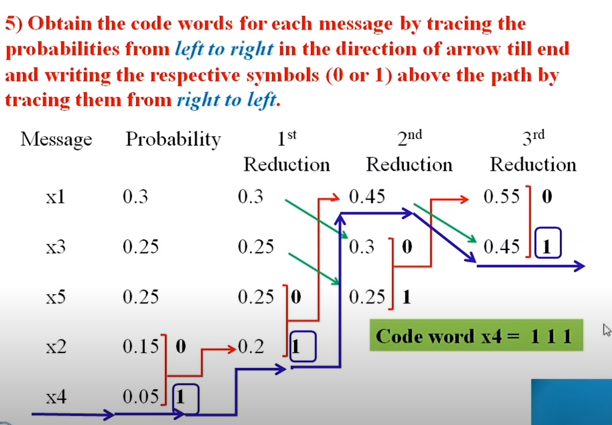 5) Obtain the code words for each message by tracing the
probabilities from left to right in the direction of arrow till end
and writing the respective symbols (0 or 1) above the path by
tracing them from right to left.
Message Probability 1st 2nd 3rd
Reduction Reduction Reduction
x1 0.3 0.3 0.45 0.55 0
x3 0.25 0.25 0.3 0 0.45 1
x5 0.25 0.25 0 0.25 1
x2 0.15 0 0.2 1 Code word x4 = 1 1 1
x4 0.05 1